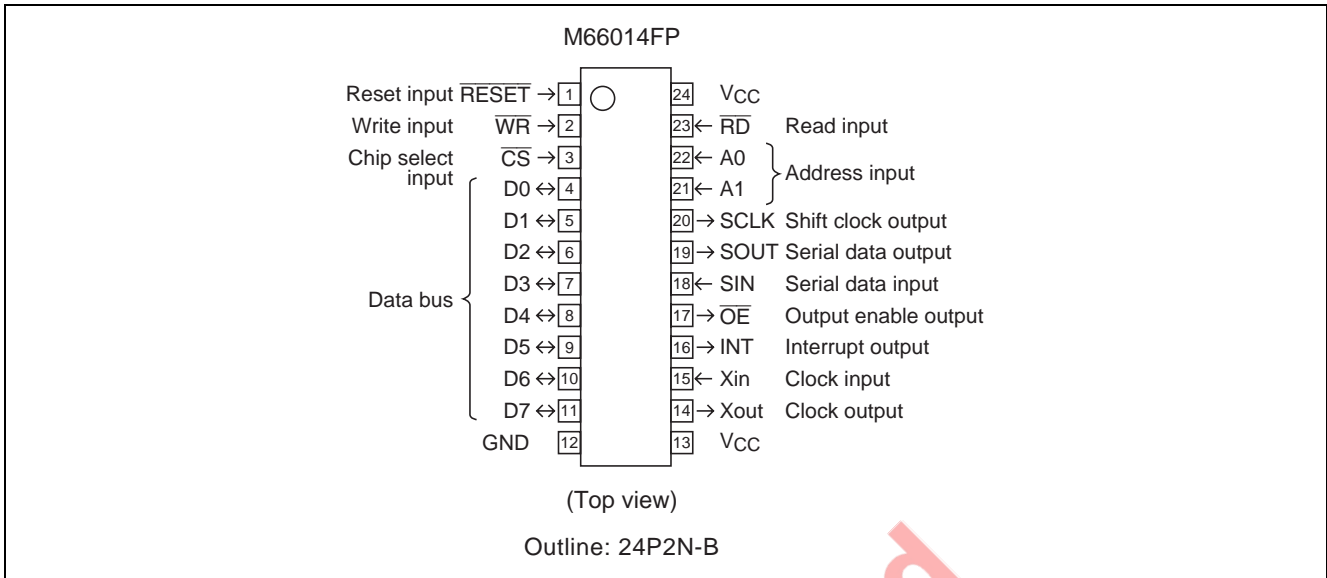 M66014FP
Reset input RESET → 1 24 VCC
Write input WR → 2 23 ← RD Read input
Chip select input CS → 3 22 ← A0
D0 ↔ 4 21 ← A1 Address input
D1 ↔ 5 20 → SCLK Shift clock output
D2 ↔ 6 19 → SOUT Serial data output
D3 ↔ 7 18 ← SIN Serial data input
Data bus D4 ↔ 8 17 → OE Output enable output
D5 ↔ 9 16 → INT Interrupt output
D6 ↔ 10 15 ← Xin Clock input
D7 ↔ 11 14 → Xout Clock output
GND 12 13 VCC
(Top view)
Outline: 24P2N-B